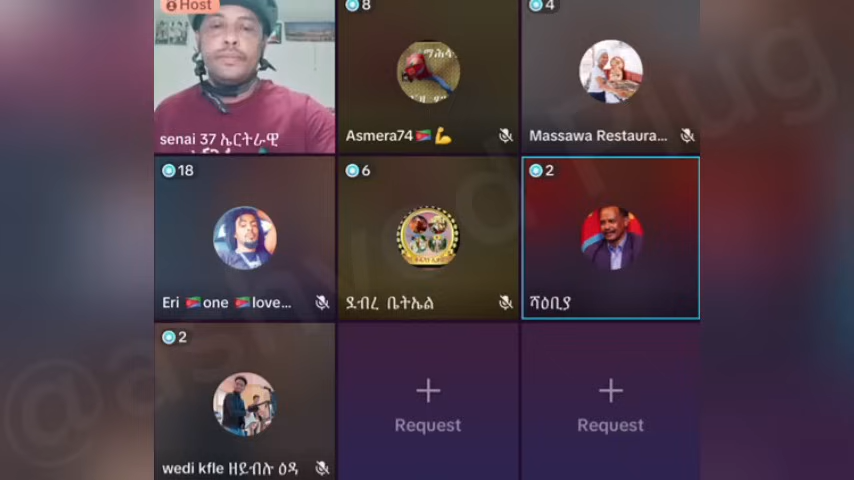 Host
8
4
senai 37 ኤርትራዊ
Asmera74🇪🇷💪
Massawa Restaura...
18
6
2
Eri 🇪🇷one 🇪🇷love...
ደብረ ቤትኤል
ሻዕቢያ
2
Request
Request
wedi kfle ዘይብሉ ዕዳ